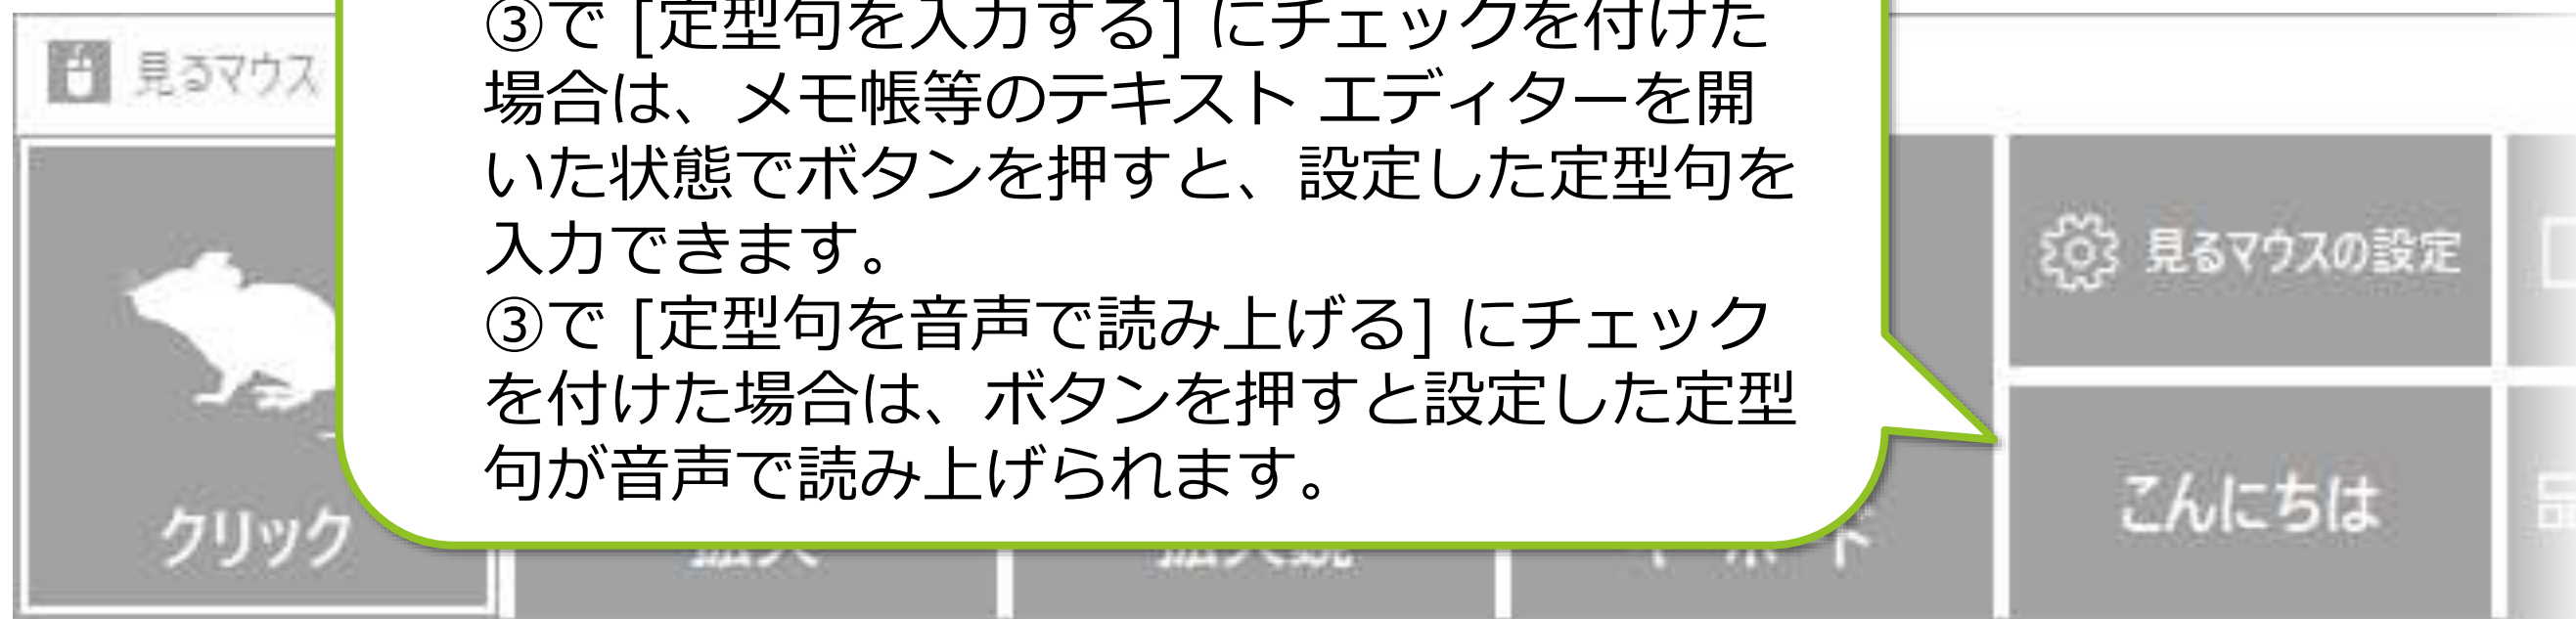 ③で [定型句を入力する] にチェックを付けた
場合は、メモ帳等のテキスト エディターを開
いた状態でボタンを押すと、設定した定型句を
入力できます。
③で [定型句を音声で読み上げる] にチェック
を付けた場合は、ボタンを押すと設定した定型
句が音声で読み上げられます。
見るマウス
見るマウスの設定
クリック
こんにちは